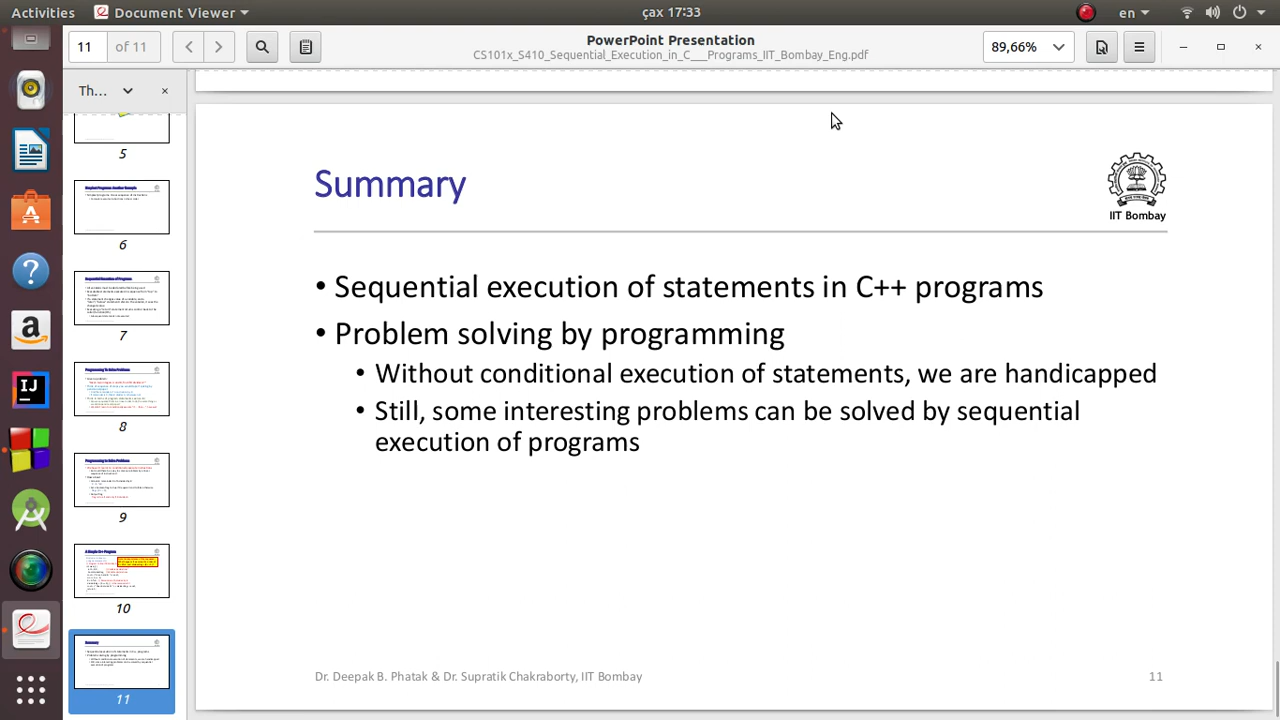 Activities
Document Viewer
çax 17:33
en
11
of 11
PowerPoint Presentation
CS101x_S410_Sequential_Execution_in_C___Programs_IIT_Bombay_Eng.pdf
89,66%
Th...
5
6
7
8
9
10
11
Summary
IIT Bombay
• Sequential execution of statements in C++ programs
• Problem solving by programming
• Without conditional execution of statements, we are handicapped
• Still, some interesting problems can be solved by sequential
execution of programs
Dr. Deepak B. Phatak & Dr. Supratik Chakraborty, IIT Bombay
11